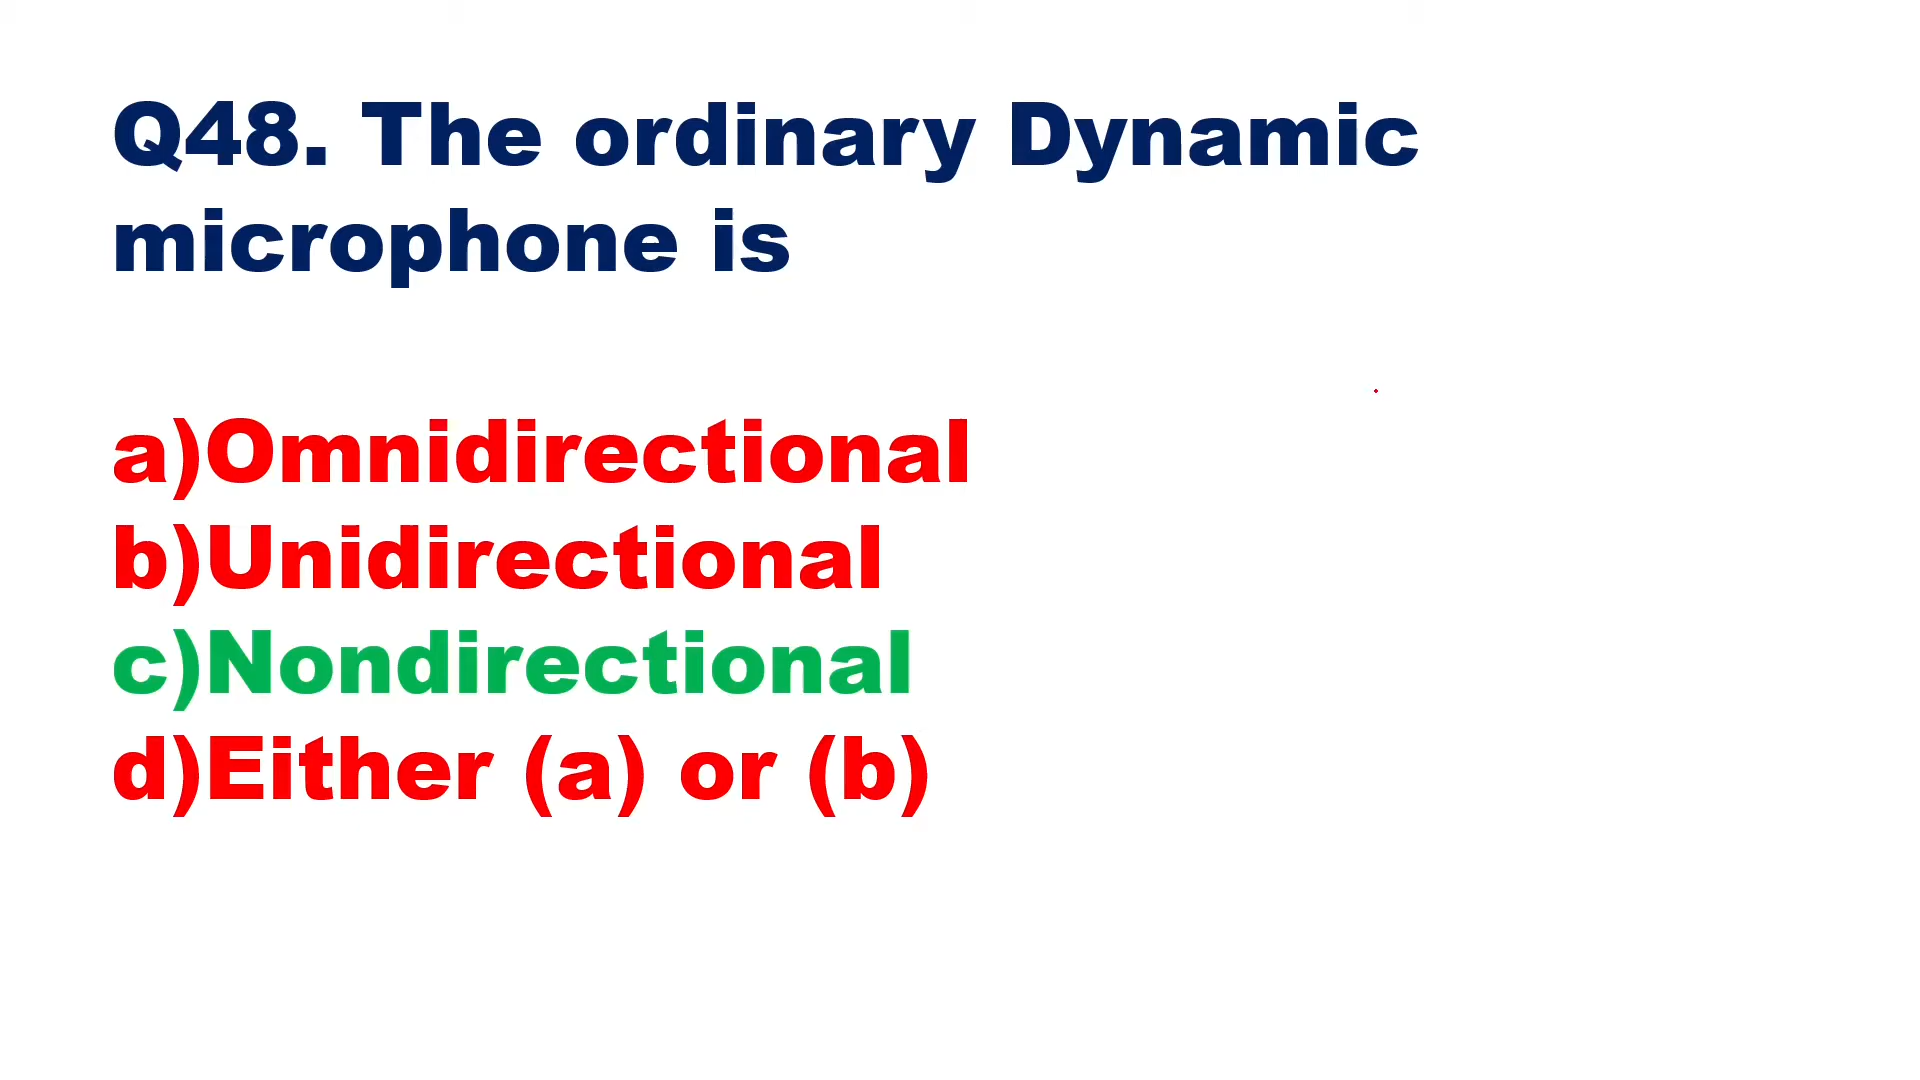 Q48. The ordinary Dynamic
microphone is
a)Omnidirectional
b)Unidirectional
c)Nondirectional
d)Either (a) or (b)